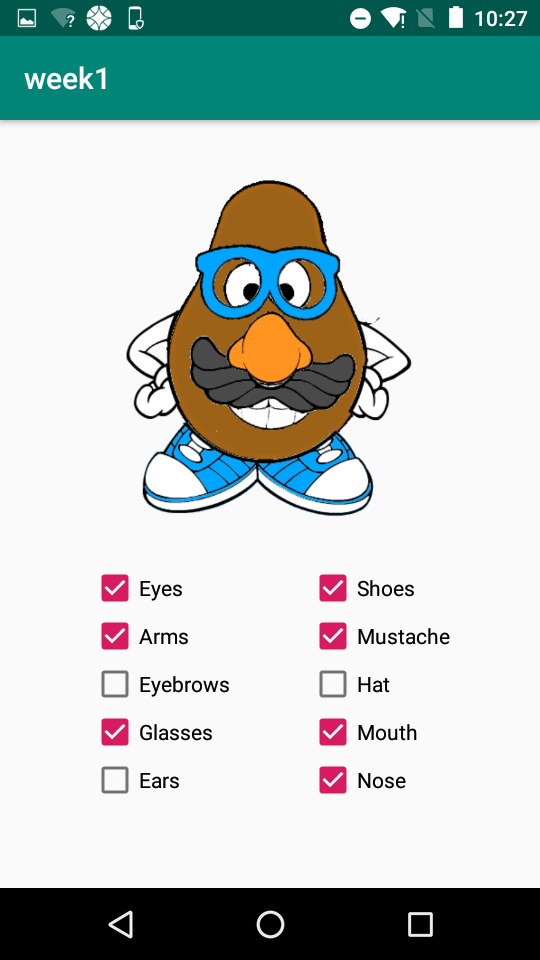 10:27
week1
Eyes Shoes
Arms Mustache
Eyebrows Hat
Glasses Mouth
Ears Nose